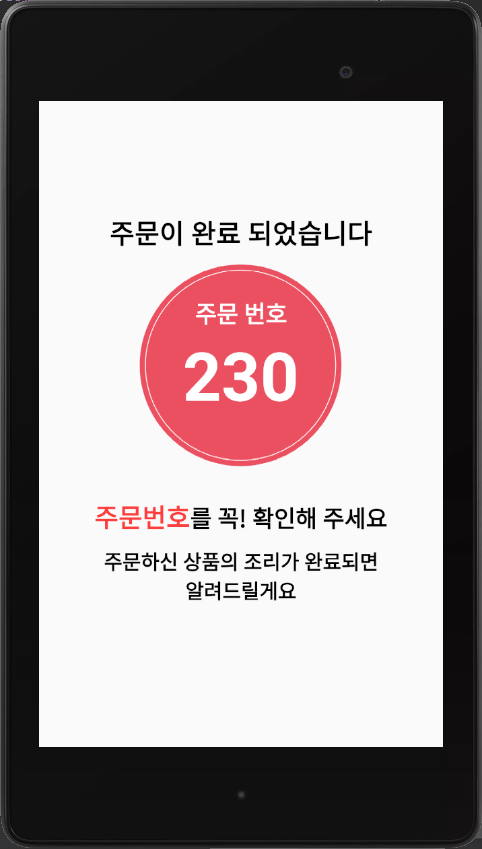 주문이 완료 되었습니다
주문 번호
230
주문번호를 꼭! 확인해 주세요
주문하신 상품의 조리가 완료되면
알려드릴게요